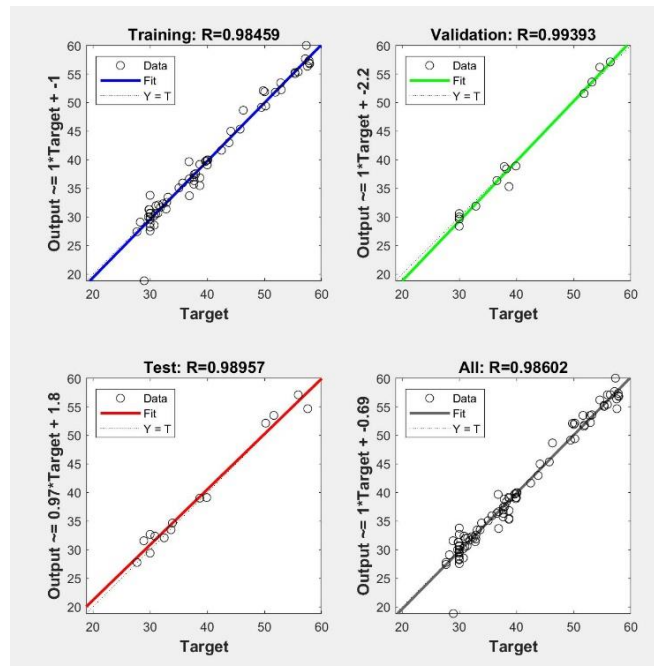 Training: R=0.98459
Output ~= 1*Target + -1
60
55
50
45
40
35
30
25
20
Data
Fit
Y = T
20 30 40 50 60
Target
Validation: R=0.99393
Output ~= 1*Target + -2.2
60
55
50
45
40
35
30
25
20
Data
Fit
Y = T
20 30 40 50 60
Target
Test: R=0.98957
Output ~= 0.97*Target + 1.8
60
55
50
45
40
35
30
25
20
Data
Fit
Y = T
20 30 40 50 60
Target
All: R=0.98602
Output ~= 1*Target + -0.69
60
55
50
45
40
35
30
25
20
Data
Fit
Y = T
20 30 40 50 60
Target